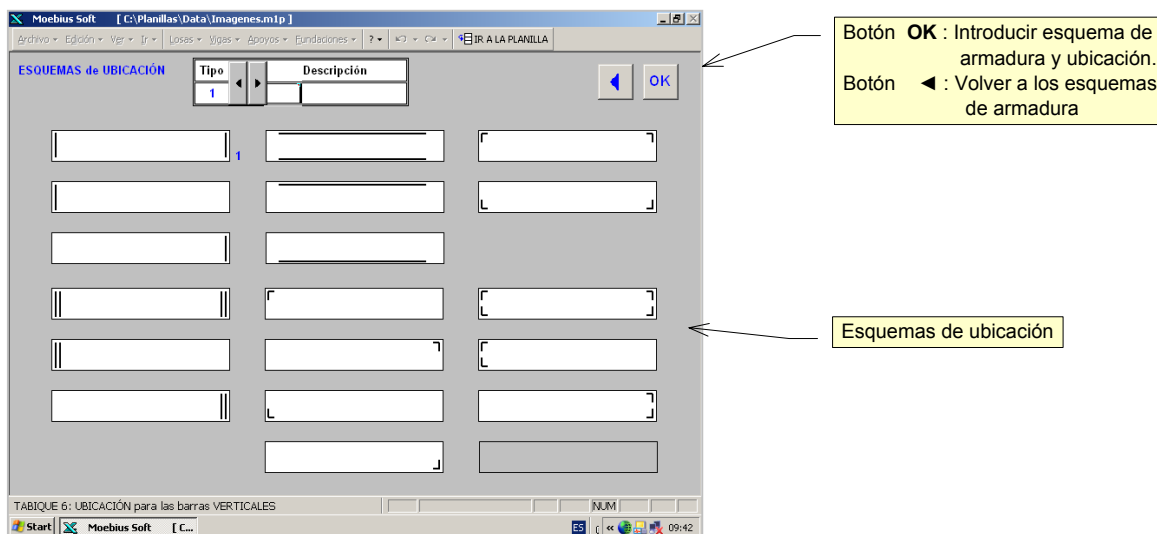 Moebius Soft [ C:\Planillas\Data\Imagenes.m1p ]
Archivo Edición Ver Ir Losas Vigas Apoyos Fundaciones ? IR A LA PLANILLA
ESQUEMAS de UBICACIÓN
Tipo Descripción
1
OK
1
TABIQUE 6: UBICACIÓN para las barras VERTICALES
NUM
Start Moebius Soft [ C... ES « 09:42
Botón OK : Introducir esquema de
armadura y ubicación.
Botón ◄ : Volver a los esquemas
de armadura
Esquemas de ubicación